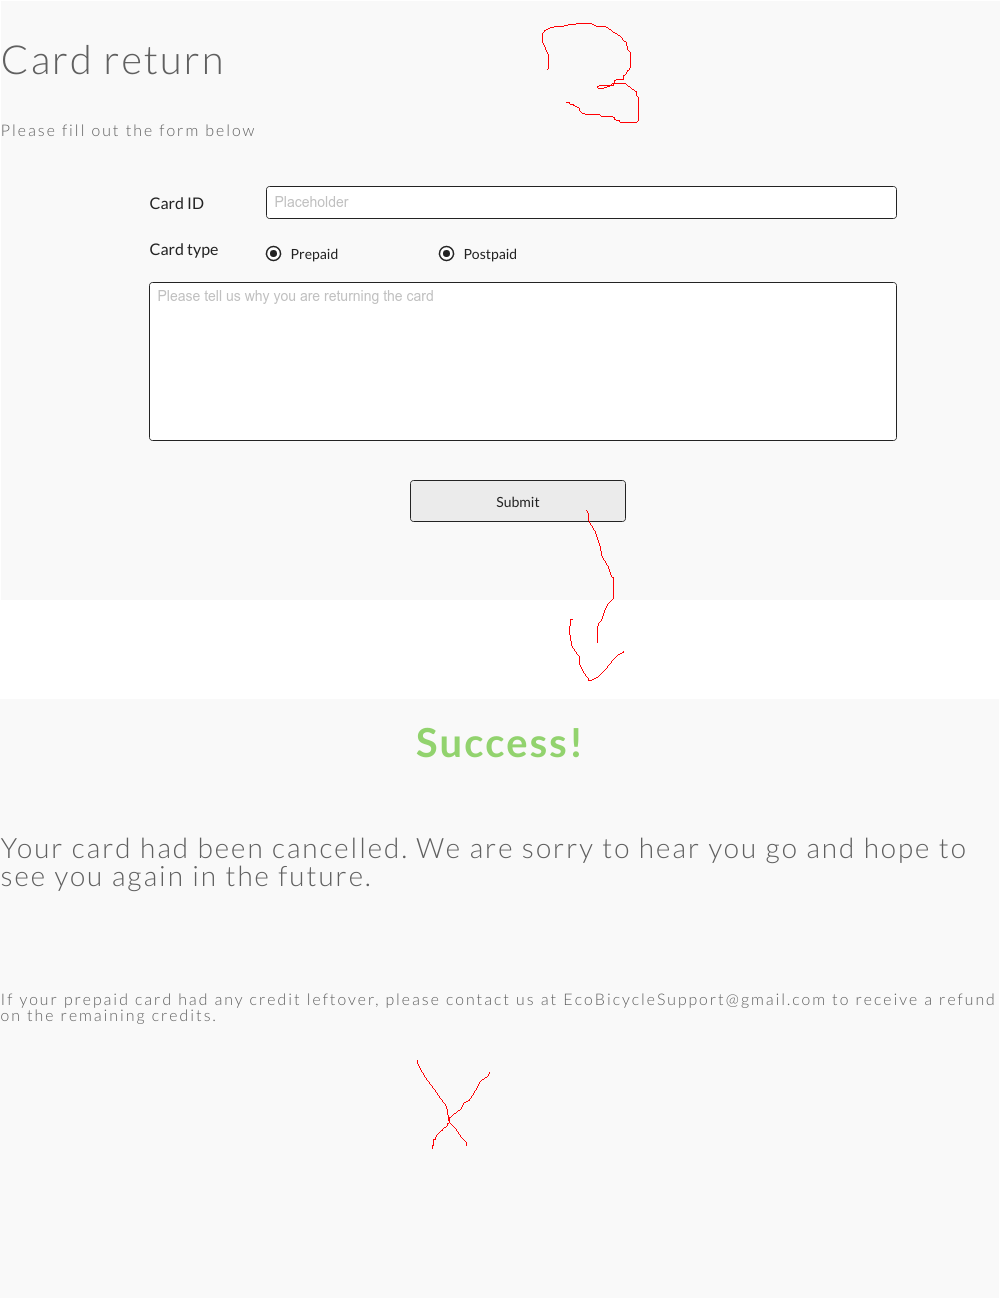 Card return
3
Please fill out the form below
Card ID
Placeholder
Card type
Prepaid
Postpaid
Please tell us why you are returning the card
Submit
Success!
Your card had been cancelled. We are sorry to hear you go and hope to
see you again in the future.
If your prepaid card had any credit leftover, please contact us at EcoBicycleSupport@gmail.com to receive a refund
on the remaining credits.
X